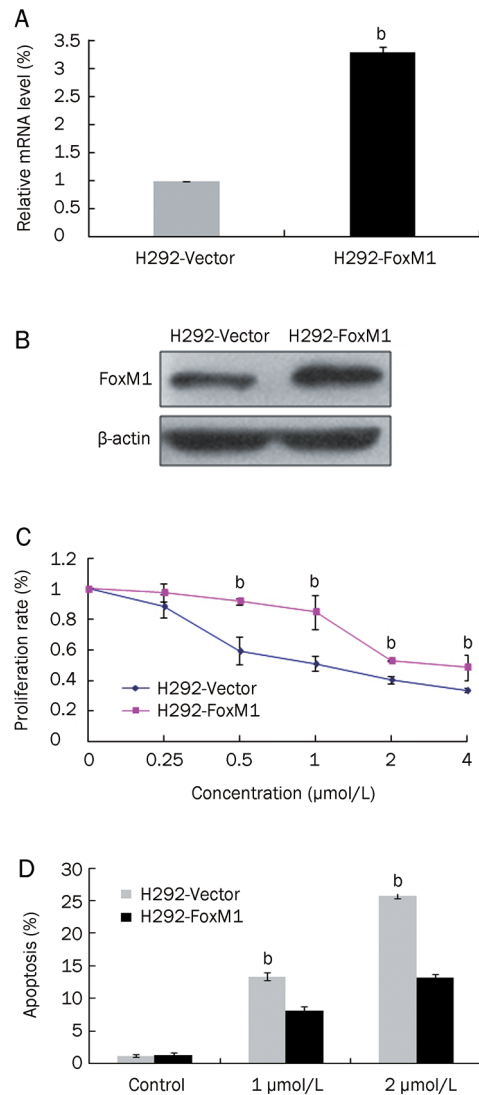 A
Relative mRNA level (%)
3.5
3
2.5
2
1.5
1
0.5
0
b
H292-Vector
H292-FoxM1
B
H292-Vector H292-FoxM1
FoxM1
β-actin
C
Proliferation rate (%)
1.2
1
0.8
0.6
0.4
0.2
0
b
b
b
b
H292-Vector
H292-FoxM1
0 0.25 0.5 1 2 4
Concentration (μmol/L)
D
Apoptosis (%)
30
25
20
15
10
5
0
H292-Vector
H292-FoxM1
b
b
Control 1 μmol/L 2 μmol/L